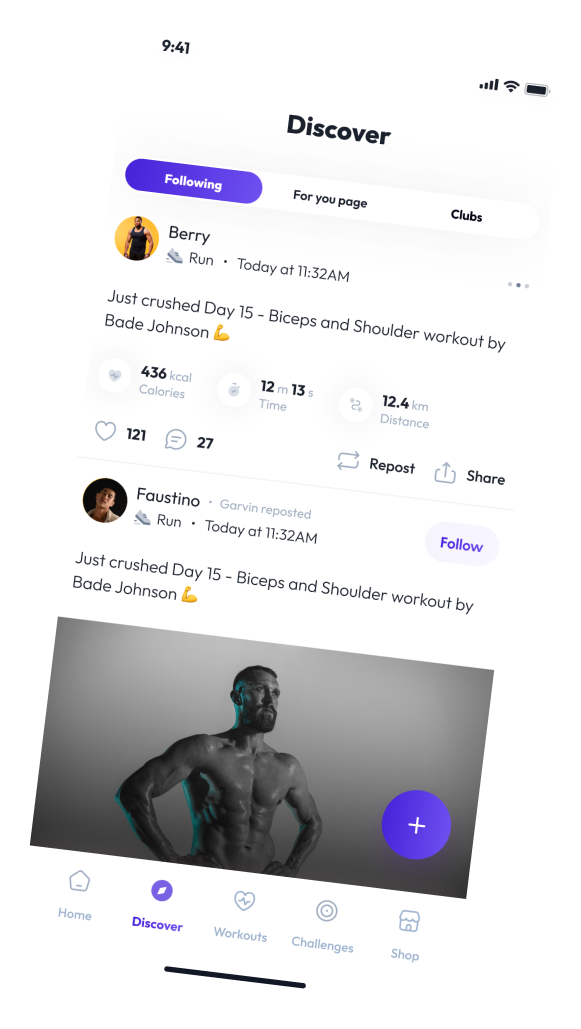 9:41
Discover
Following
For you page
Clubs
Berry
👟 Run • Today at 11:32AM
Just crushed Day 15 - Biceps and Shoulder workout by
Bade Johnson 💪
436 kcal
Calories
12 m 13 s
Time
12.4 km
Distance
121
27
Repost
Share
Faustino • Garvin reposted
👟 Run • Today at 11:32AM
Follow
Just crushed Day 15 - Biceps and Shoulder workout by
Bade Johnson 💪
Home
Discover
Workouts
Challenges
Shop